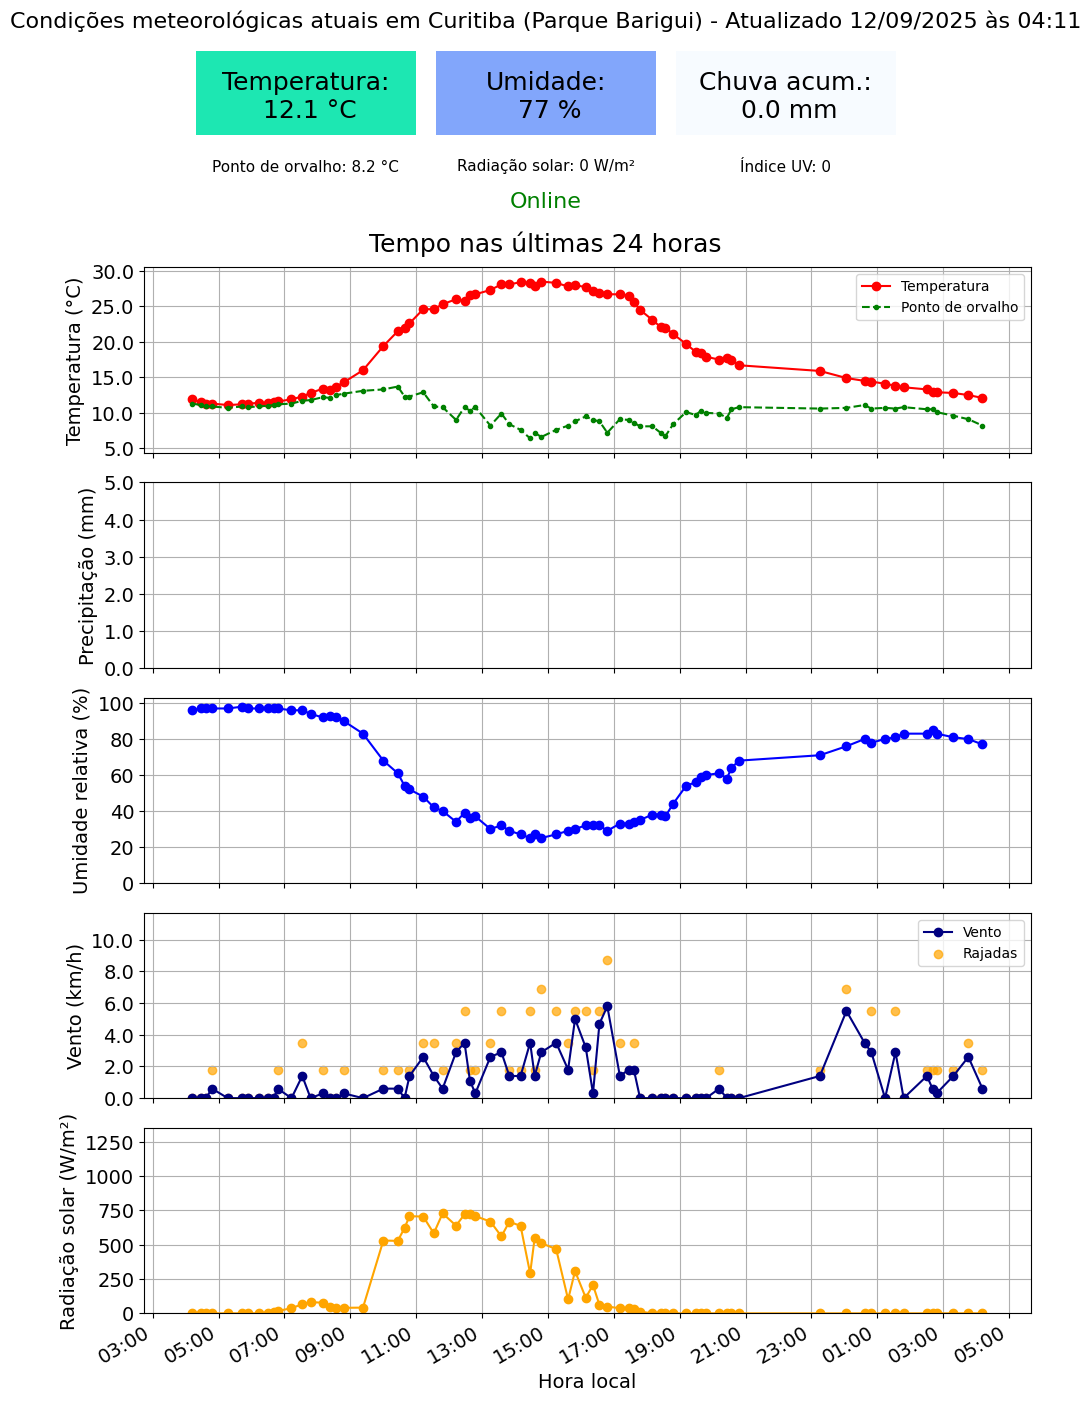 Condições meteorológicas atuais em Curitiba (Parque Barigui) - Atualizado 12/09/2025 às 04:11
Temperatura:
12.1 °C
Umidade:
77 %
Chuva acum.:
0.0 mm
Ponto de orvalho: 8.2 °C
Radiação solar: 0 W/m²
Índice UV: 0
Online
Tempo nas últimas 24 horas
Temperatura (°C)
30.0
25.0
20.0
15.0
10.0
5.0
Temperatura
Ponto de orvalho
Precipitação (mm)
5.0
4.0
3.0
2.0
1.0
0.0
Umidade relativa (%)
100
80
60
40
20
0
Vento (km/h)
10.0
8.0
6.0
4.0
2.0
0.0
Vento
Rajadas
Radiação solar (W/m²)
1250
1000
750
500
250
0
03:00
05:00
07:00
09:00
11:00
13:00
15:00
17:00
19:00
21:00
23:00
01:00
03:00
05:00
Hora local